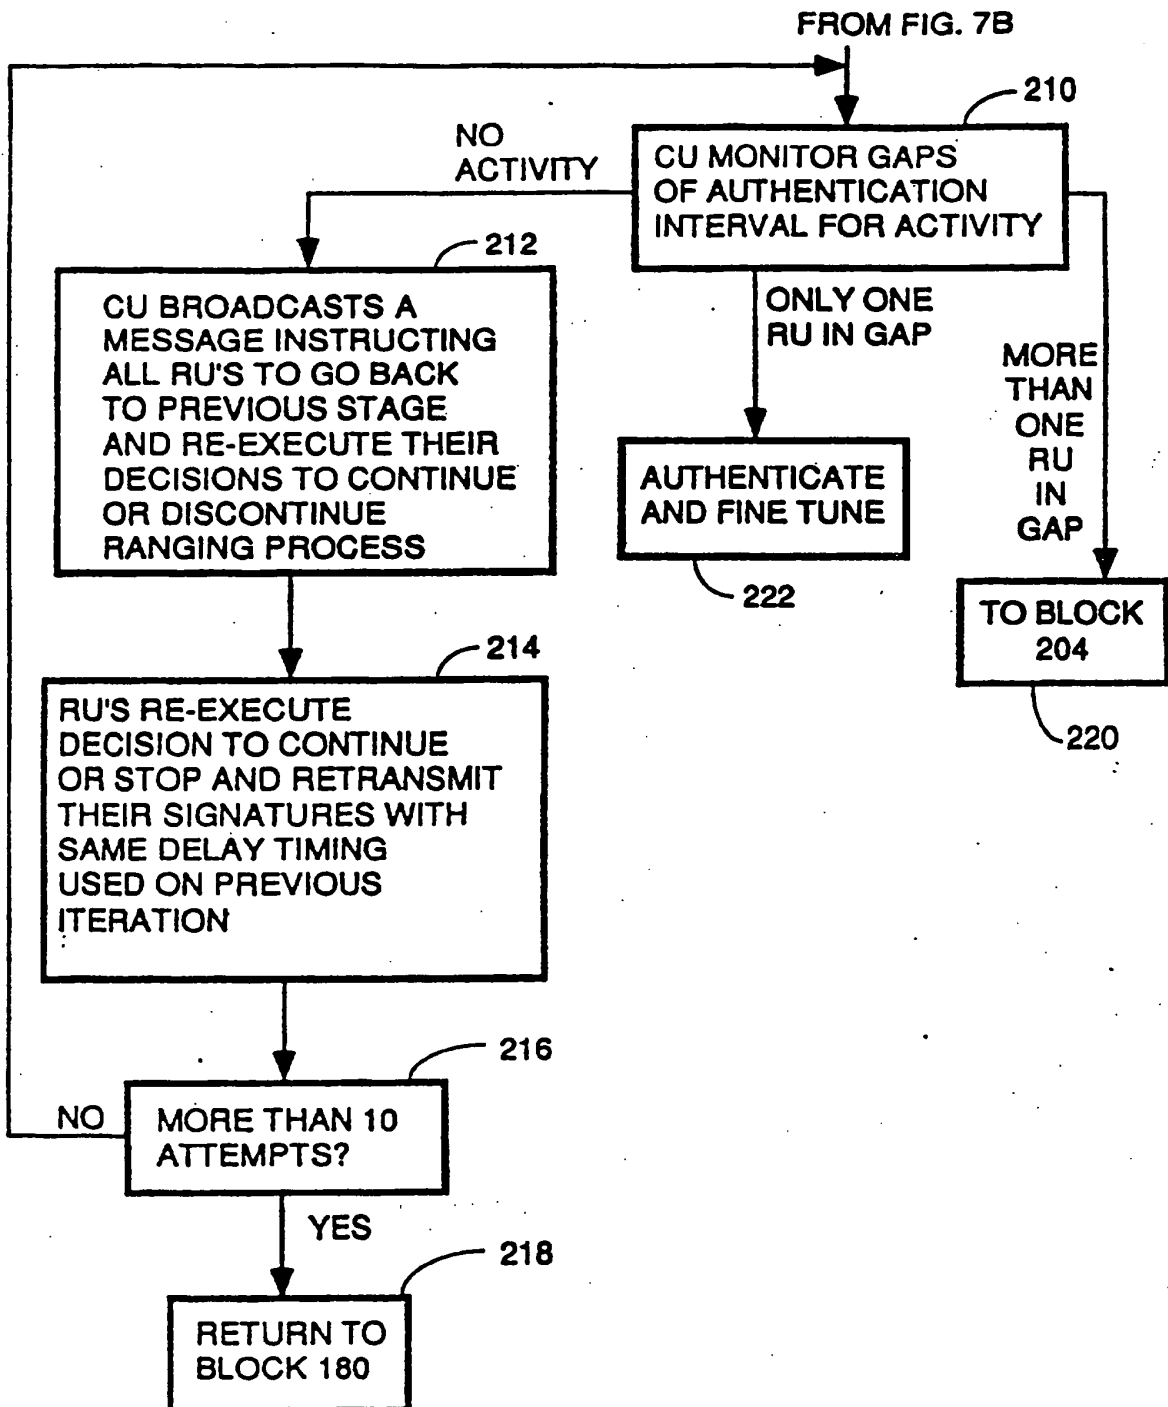 FROM FIG. 7B
210
CU MONITOR GAPS
OF AUTHENTICATION
INTERVAL FOR ACTIVITY
NO
ACTIVITY
212
CU BROADCASTS A
MESSAGE INSTRUCTING
ALL RU'S TO GO BACK
TO PREVIOUS STAGE
AND RE-EXECUTE THEIR
DECISIONS TO CONTINUE
OR DISCONTINUE
RANGING PROCESS
ONLY ONE
RU IN GAP
MORE
THAN
ONE
RU
IN
GAP
AUTHENTICATE
AND FINE TUNE
222
TO BLOCK
204
220
214
RU'S RE-EXECUTE
DECISION TO CONTINUE
OR STOP AND RETRANSMIT
THEIR SIGNATURES WITH
SAME DELAY TIMING
USED ON PREVIOUS
ITERATION
216
NO
MORE THAN 10
ATTEMPTS?
YES
218
RETURN TO
BLOCK 180